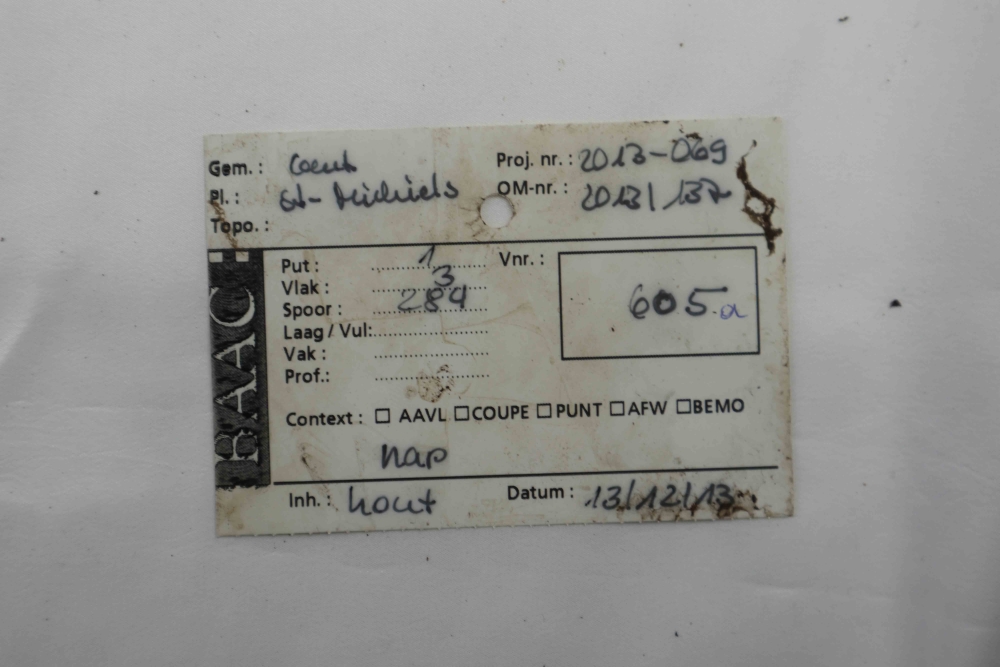 Gem.: Gent Proj. nr.: 2013-069
Pl.: St-Michiels OM-nr.: 2013/137
Topo.:
BAAC
Put: 1 Vnr.: 605a
Vlak: 3
Spoor: 284
Laag / Vul:
Vak:
Prof.:
Context: ☐ AAVL ☐ COUPE ☐ PUNT ☐ AFW ☐ BEMO
nap
Inh.: hout Datum: 13/12/13